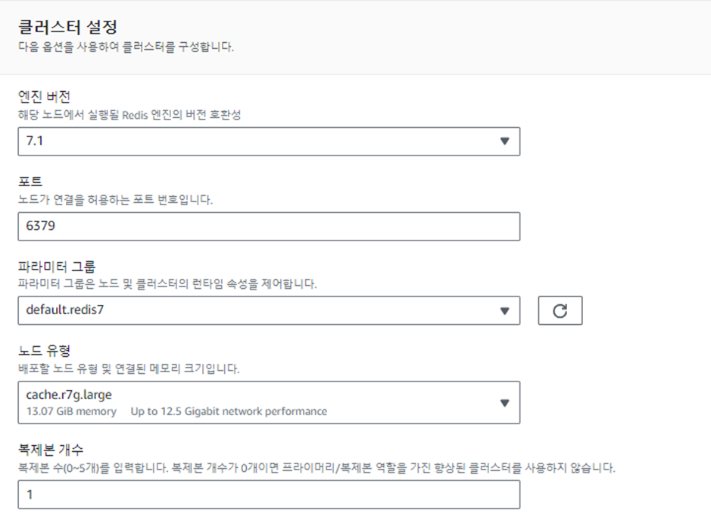 클러스터 설정
다음 옵션을 사용하여 클러스터를 구성합니다.
엔진 버전
해당 노드에서 실행될 Redis 엔진의 버전 호환성
7.1
포트
노드가 연결을 허용하는 포트 번호입니다.
6379
파라미터 그룹
파라미터 그룹은 노드 및 클러스터의 런타임 속성을 제어합니다.
default.redis7
노드 유형
배포할 노드 유형 및 연결된 메모리 크기입니다.
cache.r7g.large
13.07 GiB memory Up to 12.5 Gigabit network performance
복제본 개수
복제본 수(0~5개)를 입력합니다. 복제본 개수가 0개이면 프라이머리/복제본 역할을 가진 향상된 클러스터를 사용하지 않습니다.
1